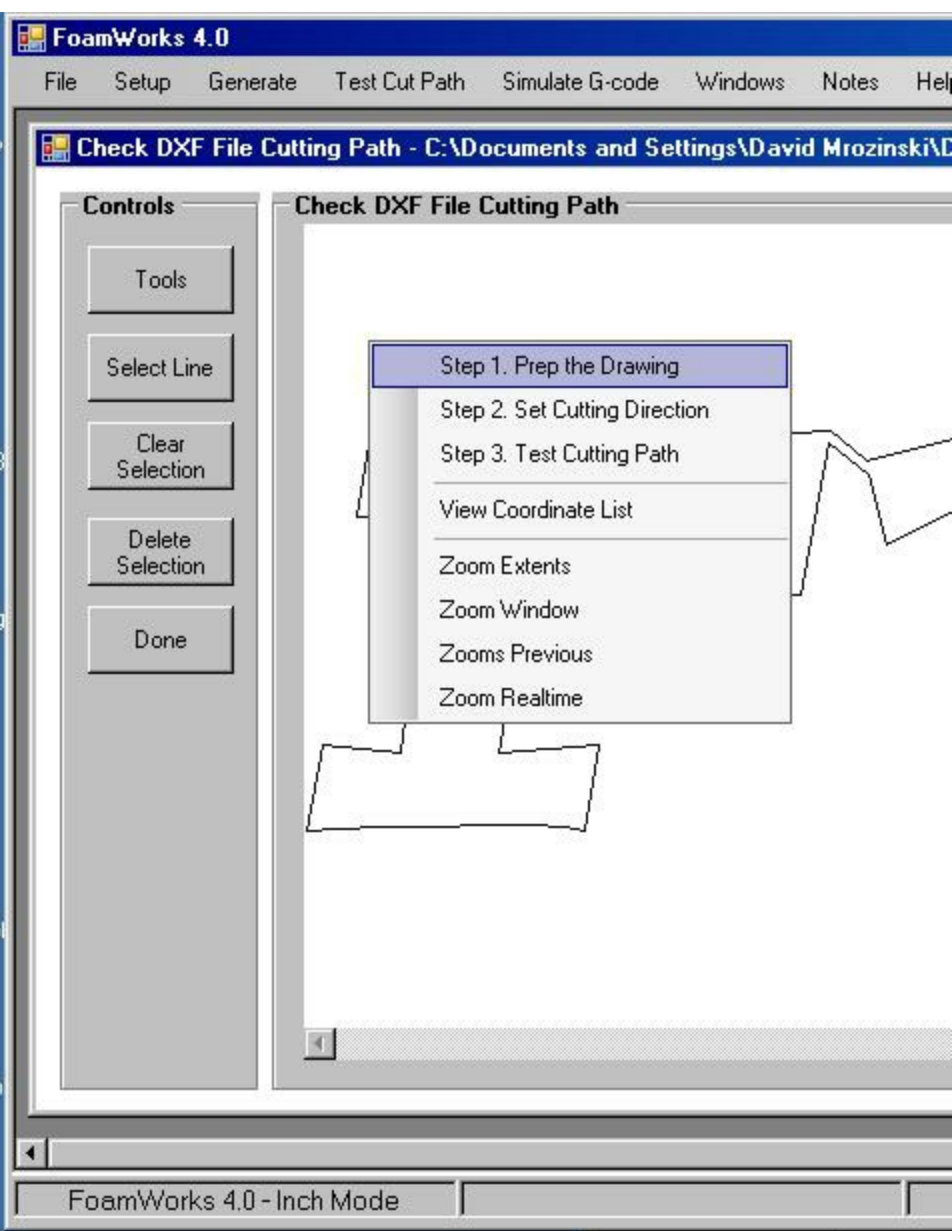 FoamWorks 4.0
File Setup Generate Test Cut Path Simulate G-code Windows Notes Help
Check DXF File Cutting Path - C:\Documents and Settings\David Mrozinski\D
Controls
Check DXF File Cutting Path
Tools
Select Line
Clear
Selection
Delete
Selection
Done
Step 1. Prep the Drawing
Step 2. Set Cutting Direction
Step 3. Test Cutting Path
View Coordinate List
Zoom Extents
Zoom Window
Zooms Previous
Zoom Realtime
FoamWorks 4.0 - Inch Mode